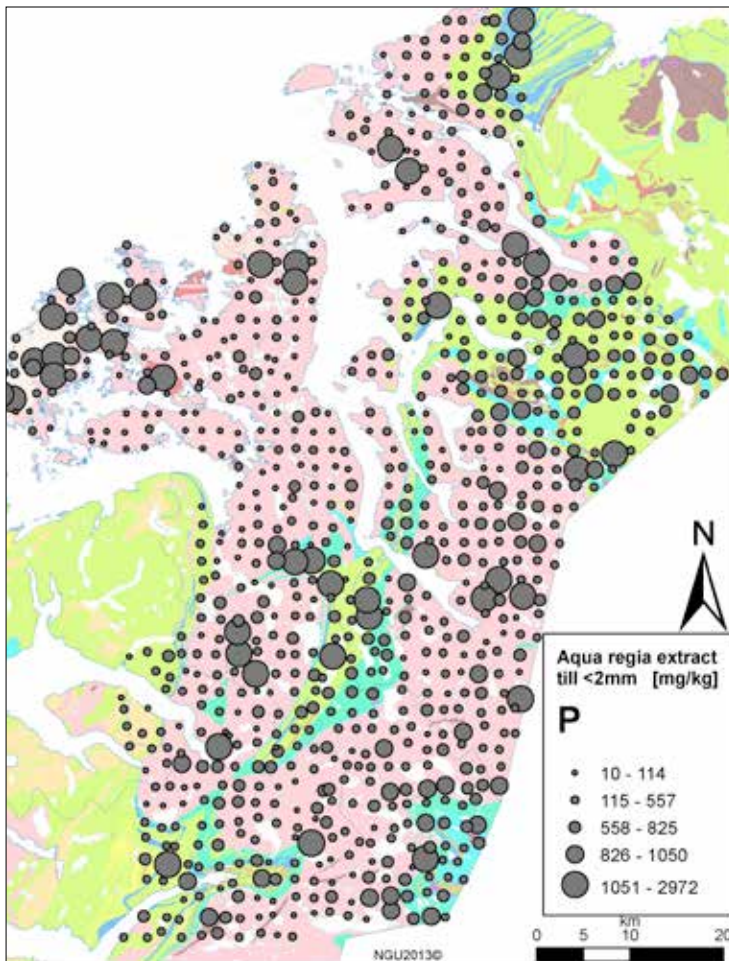 N
Aqua regia extract
till <2mm [mg/kg]
P
10 - 114
115 - 557
558 - 825
826 - 1050
1051 - 2972
km
0 5 10 20
NGU2013©